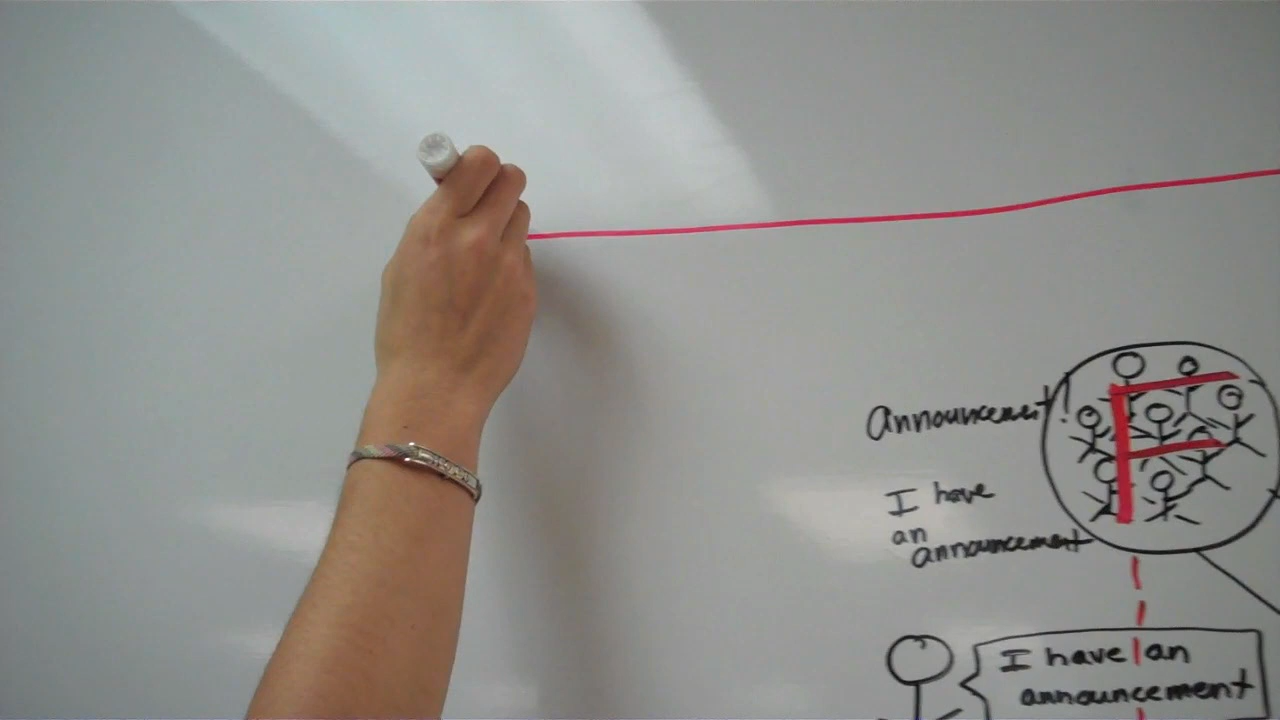 Announcement!
I have
an
announcement
F
I have an
announcement